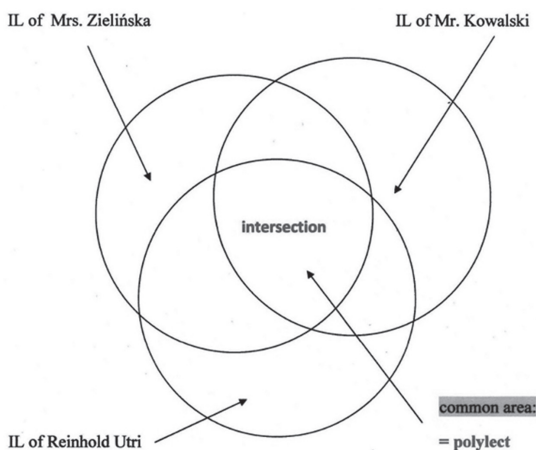 IL of Mrs. Zielińska
IL of Mr. Kowalski
intersection
common area:
IL of Reinhold Utri
= polylect